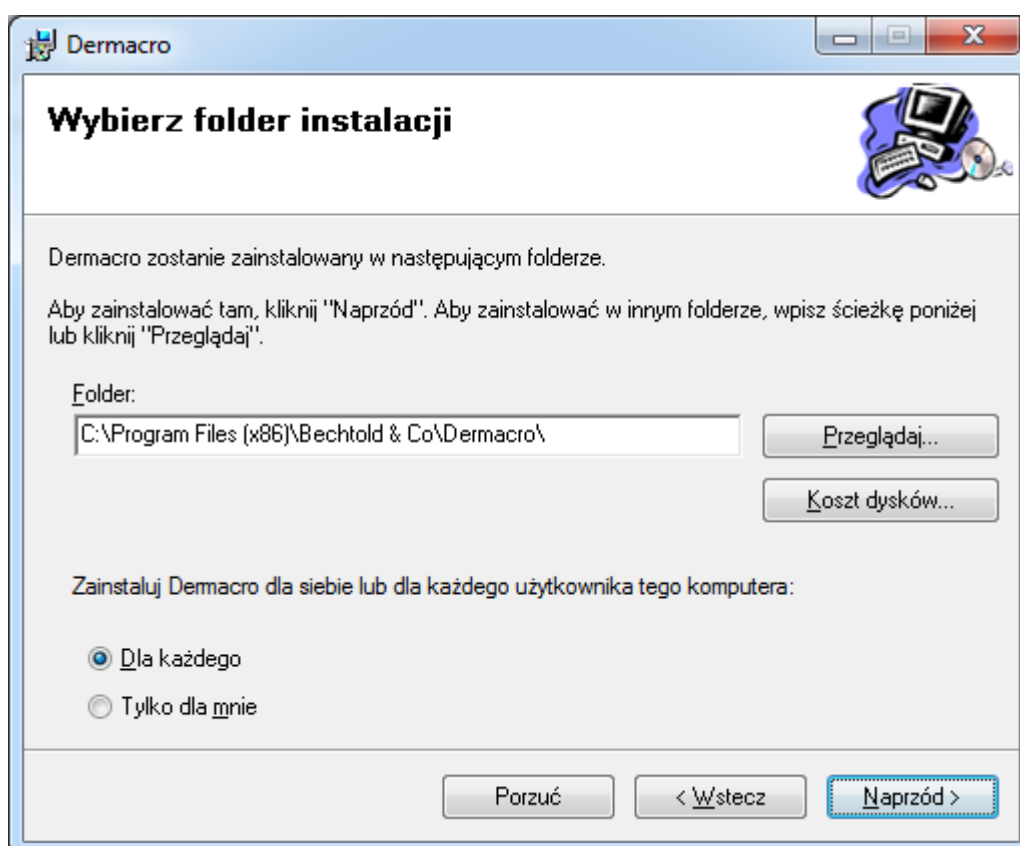 Dermacro
Wybierz folder instalacji
Dermacro zostanie zainstalowany w następującym folderze.
Aby zainstalować tam, kliknij "Naprzód". Aby zainstalować w innym folderze, wpisz ścieżkę poniżej
lub kliknij "Przeglądaj".
Folder:
C:\Program Files (x86)\Bechtold & Co\Dermacro\
Przeglądaj...
Koszt dysków...
Zainstaluj Dermacro dla siebie lub dla każdego użytkownika tego komputera:
Dla każdego
Tylko dla mnie
Porzuć
< Wstecz
Naprzód >